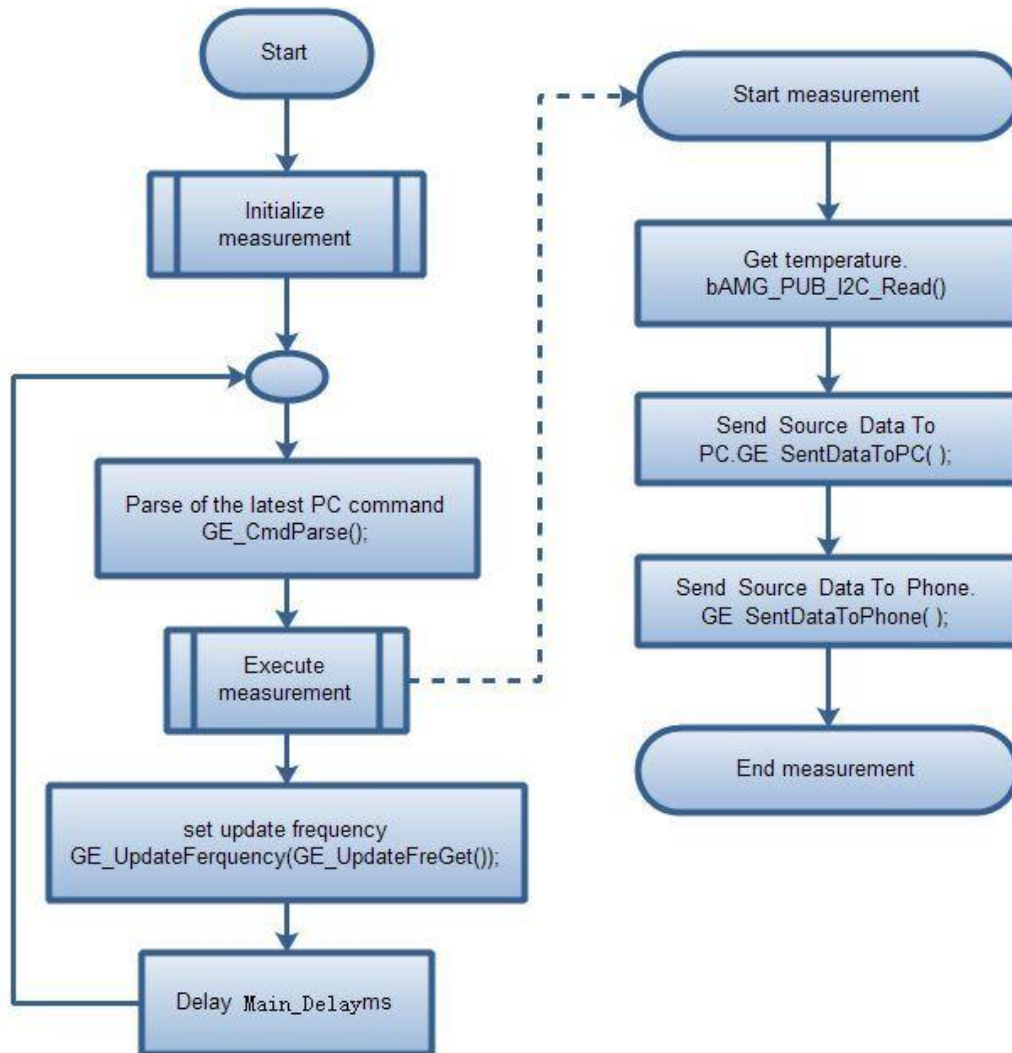 Start
Initialize
measurement
Parse of the latest PC command
GE_CmdParse();
Execute
measurement
set update frequency
GE_UpdateFerquency(GE_UpdateFreGet());
Delay Main_Delayms
Start measurement
Get temperature.
bAMG_PUB_I2C_Read()
Send Source Data To
PC.GE SentDataToPC( );
Send Source Data To Phone.
GE SentDataToPhone( );
End measurement